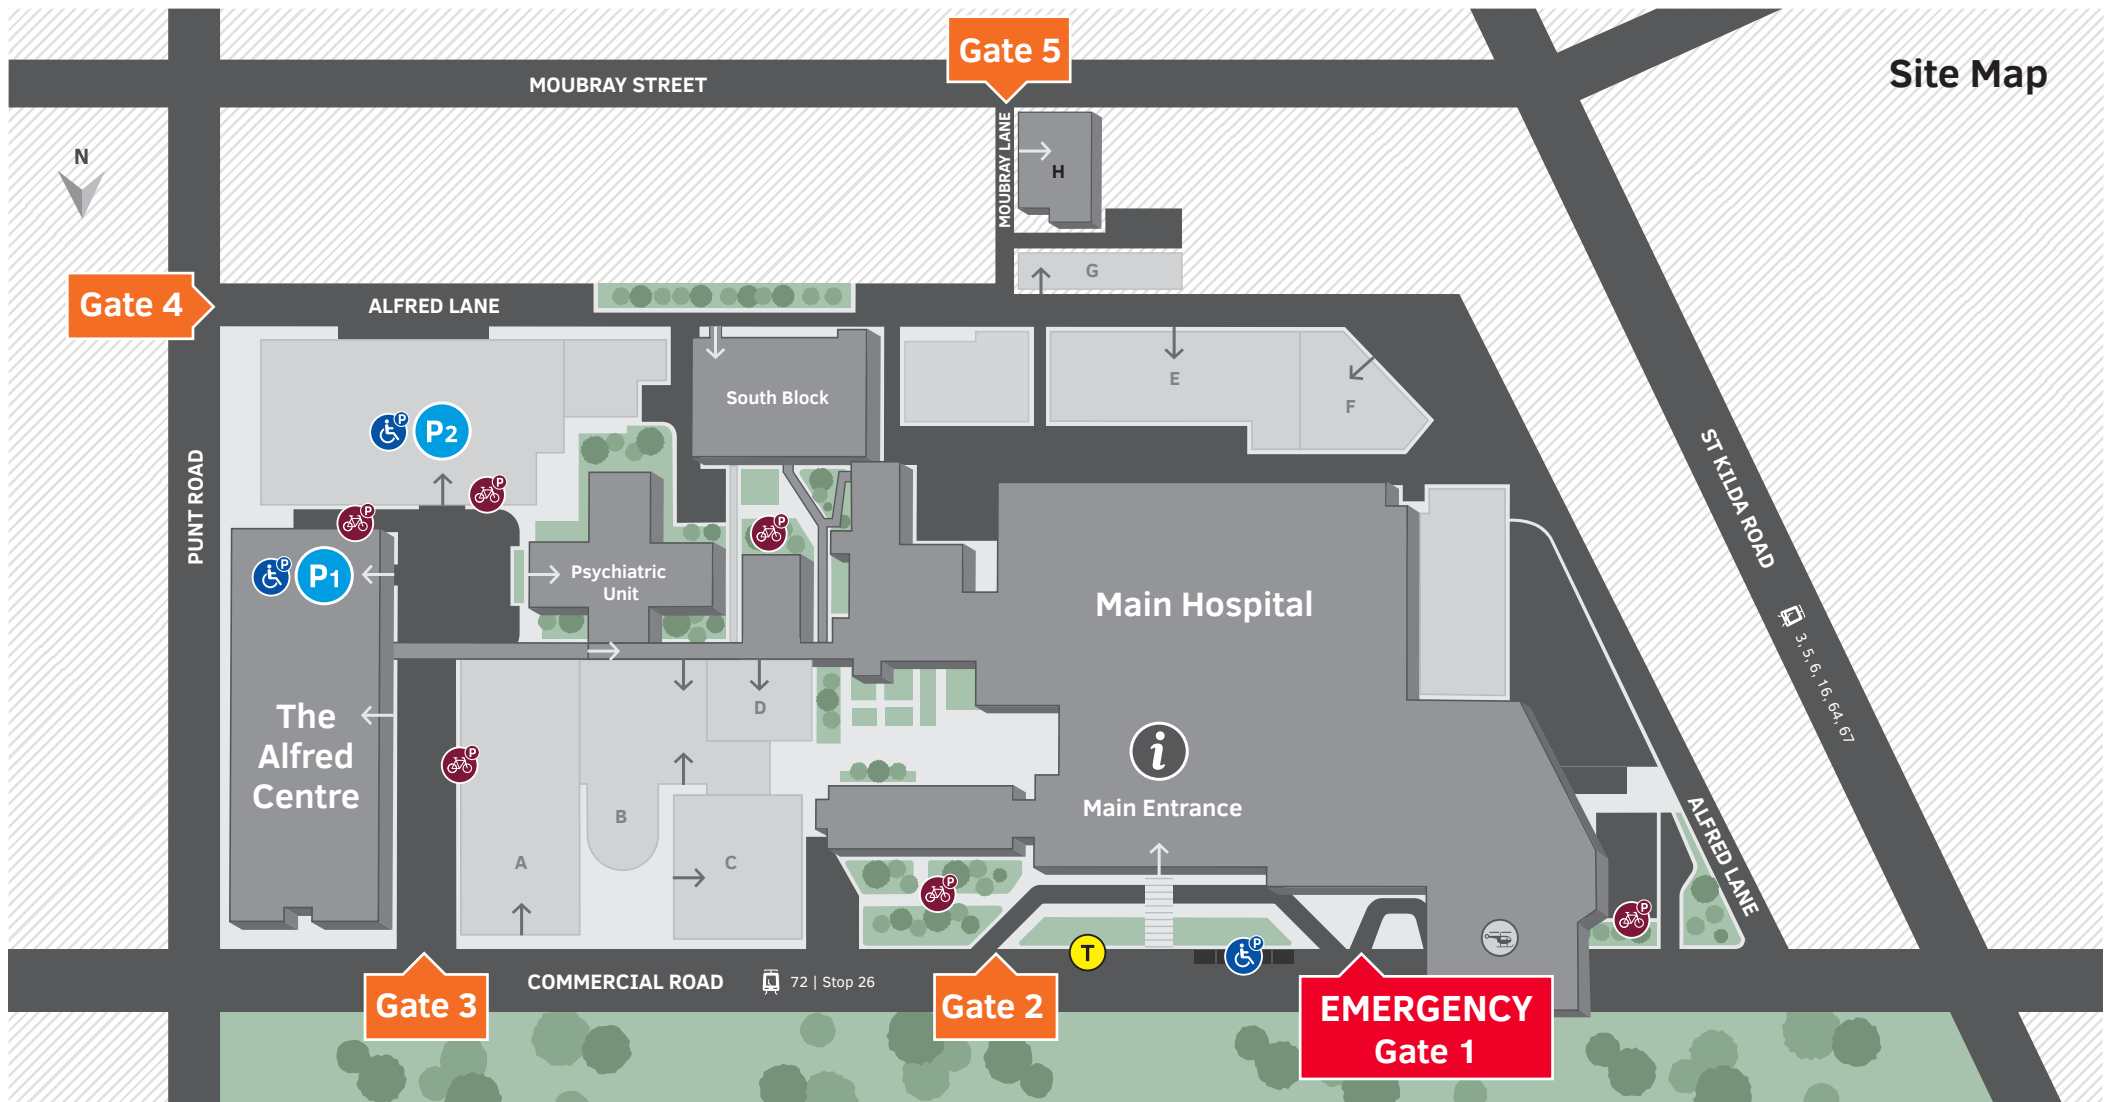 Gate 5
Site Map
MOUBRAY STREET
N
MOUBRAY LANE
H
G
Gate 4
ALFRED LANE
E
F
South Block
P
P2
P
P
PUNT ROAD
P
P1
Psychiatric
Unit
P
Main Hospital
ST KILDA ROAD
3, 5, 6, 16, 64, 67
The
Alfred
Centre
D
P
B
A
C
i
Main Entrance
ALFRED LANE
P
P
T
P
COMMERCIAL ROAD
72 | Stop 26
Gate 3
Gate 2
EMERGENCY
Gate 1